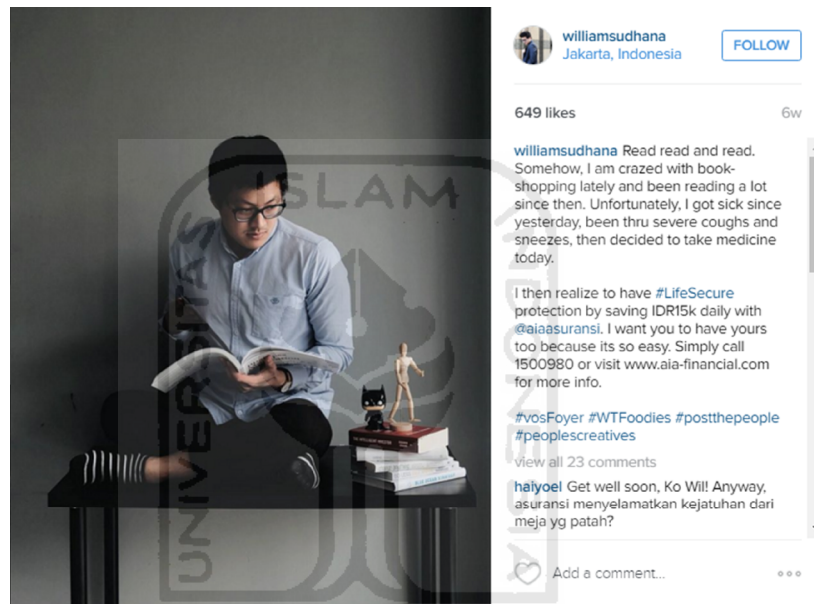 williamsudhana
Jakarta, Indonesia
FOLLOW
649 likes
6w
williamsudhana Read read and read.
Somehow, I am crazed with book-
shopping lately and been reading a lot
since then. Unfortunately, I got sick since
yesterday, been thru severe coughs and
sneezes, then decided to take medicine
today.
I then realize to have #LifeSecure
protection by saving IDR15k daily with
@aiaasuransi. I want you to have yours
too because its so easy. Simply call
1500980 or visit www.aia-financial.com
for more info.
#vosFoyer #WTFoodies #postthepeople
#peoplescreatives
view all 23 comments
haiyoel Get well soon, Ko Wil! Anyway,
asuransi menyelamatkan kejatuhan dari
meja yg patah?
Add a comment...
ISLAM
UNIVERSITAS
INDONESIA